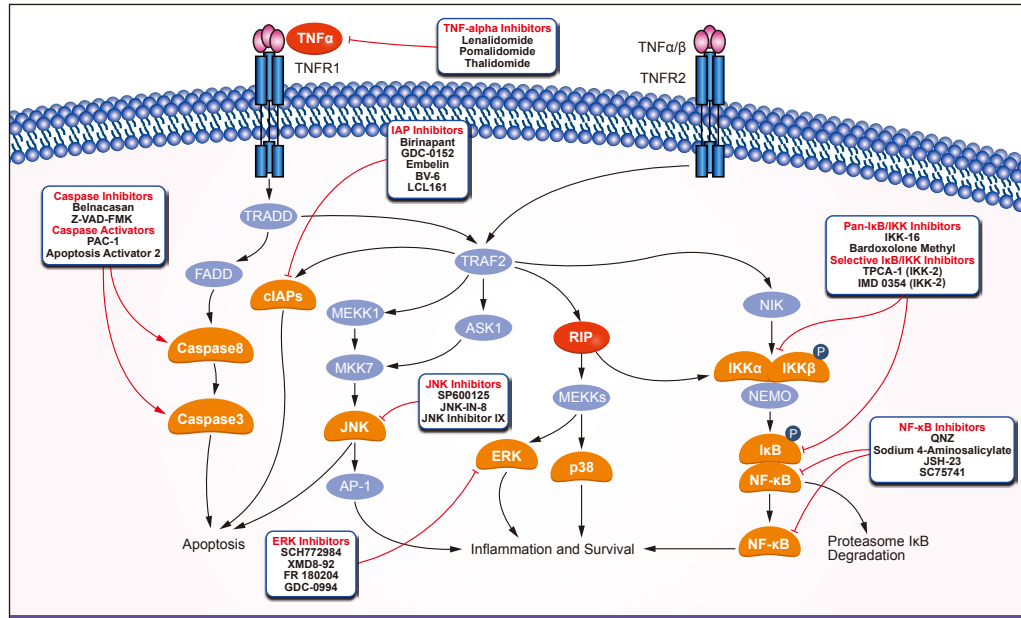 TNFα
TNFR1
TNF-alpha Inhibitors
Lenalidomide
Pomalidomide
Thalidomide
TNFα/β
TNFR2
IAP Inhibitors
Birinapant
GDC-0152
Embelin
BV-6
LCL161
Caspase Inhibitors
Belnacasan
Z-VAD-FMK
Caspase Activators
PAC-1
Apoptosis Activator 2
TRADD
FADD
cIAPs
TRAF2
Pan-IκB/IKK Inhibitors
IKK-16
Bardoxolone Methyl
Selective IκB/IKK Inhibitors
TPCA-1 (IKK-2)
IMD 0354 (IKK-2)
NIK
MEKK1
ASK1
RIP
Caspase8
MKK7
IKKα
IKKβ
P
NEMO
JNK Inhibitors
SP600125
JNK-IN-8
JNK Inhibitor IX
MEKKs
Caspase3
JNK
ERK
p38
P
IκB
NF-κB
NF-κB Inhibitors
QNZ
Sodium 4-Aminosalicylate
JSH-23
SC75741
AP-1
Apoptosis
ERK Inhibitors
SCH772984
XMD8-92
FR 180204
GDC-0994
Inflammation and Survival
NF-κB
Proteasome IκB
Degradation